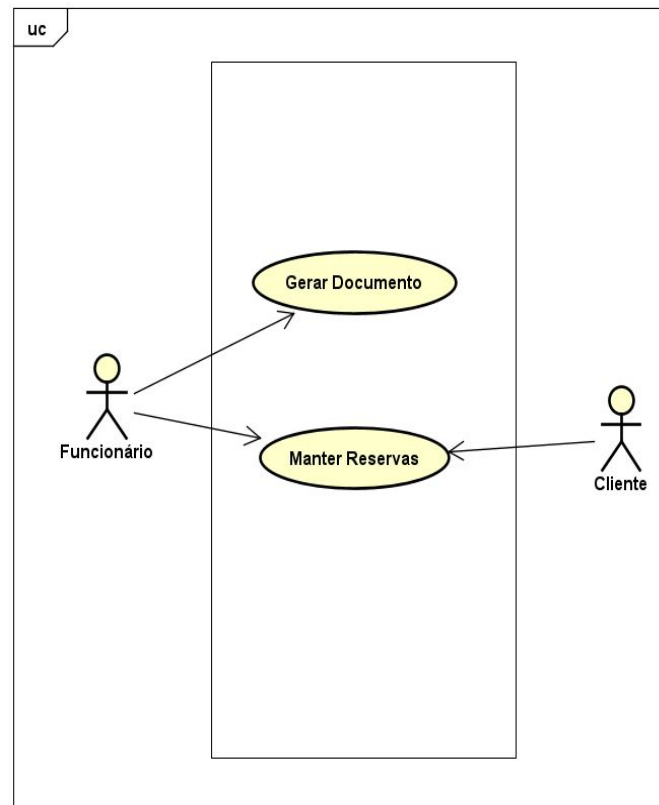 uc
Gerar Documento
Funcionário
Manter Reservas
Cliente